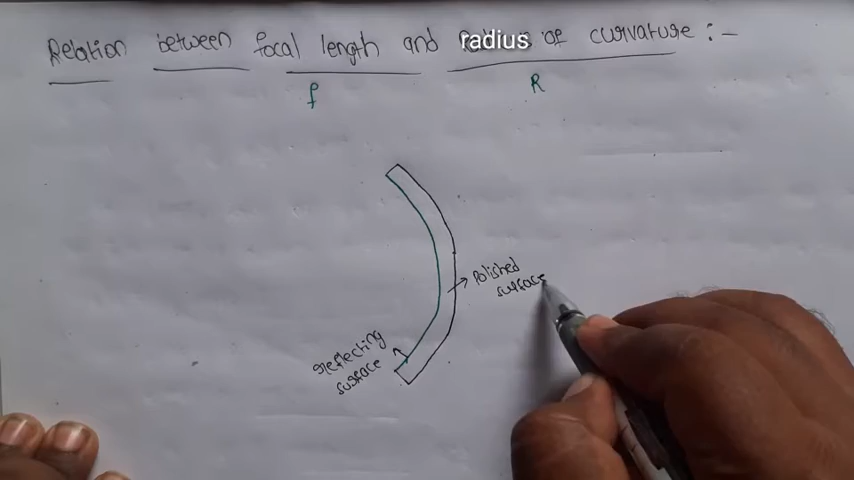 Relation between focal length and radius of curvature :-
f R
Polished
surface
reflecting
surface